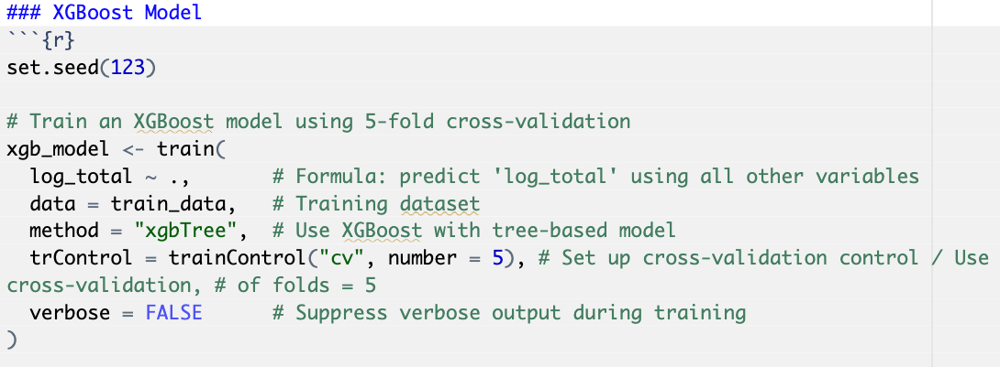 ### XGBoost Model
```{r}
set.seed(123)

# Train an XGBoost model using 5-fold cross-validation
xgb_model <- train(
  log_total ~ .,       # Formula: predict 'log_total' using all other variables
  data = train_data,   # Training dataset
  method = "xgbTree",  # Use XGBoost with tree-based model
  trControl = trainControl("cv", number = 5), # Set up cross-validation control / Use
cross-validation, # of folds = 5
  verbose = FALSE      # Suppress verbose output during training
)